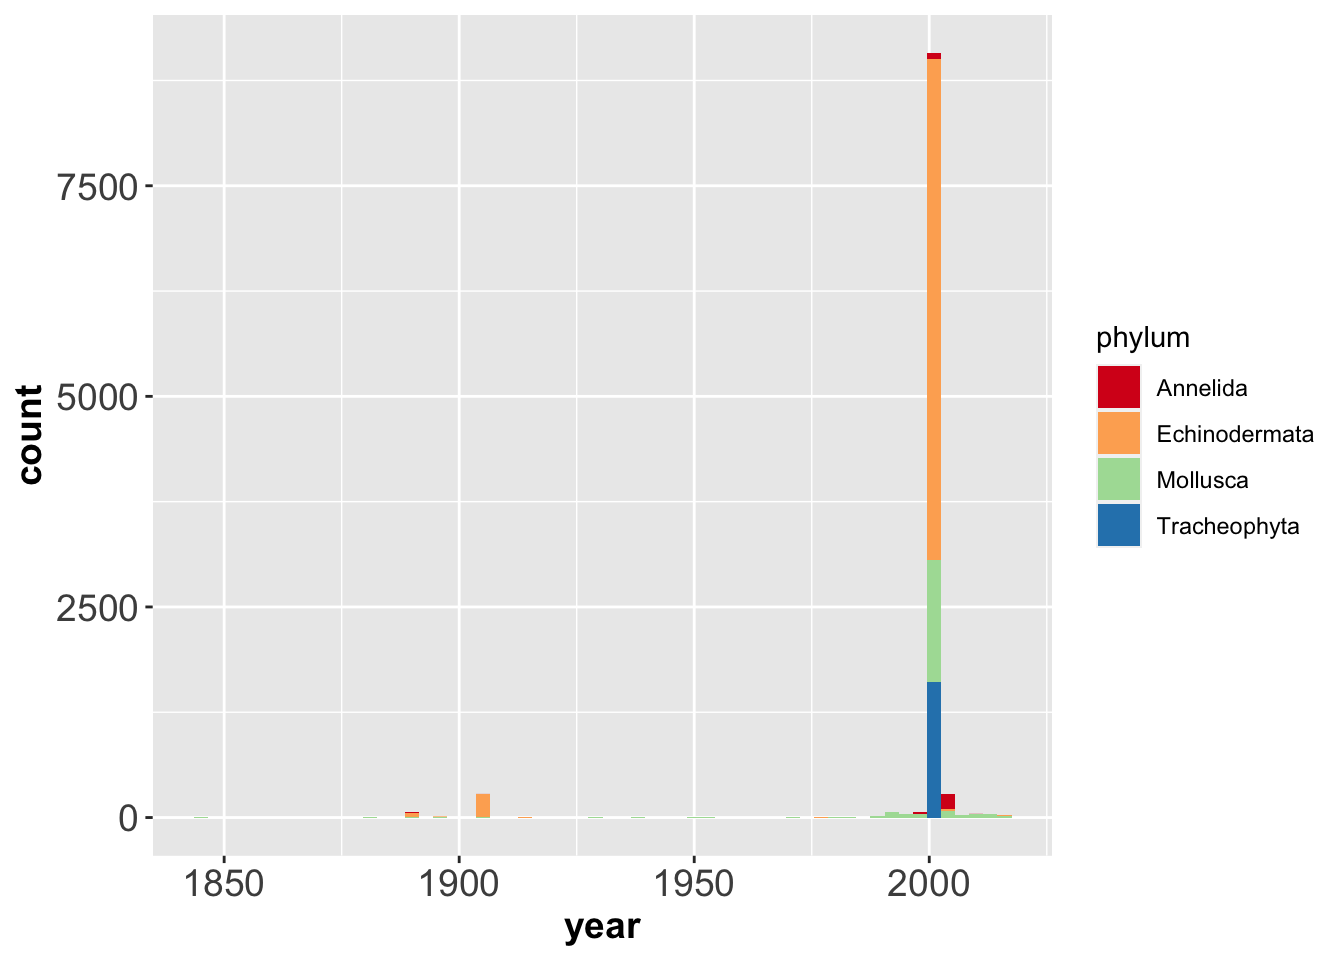 7500
5000
2500
0
count
1850 1900 1950 2000
year
phylum
Annelida
Echinodermata
Mollusca
Tracheophyta